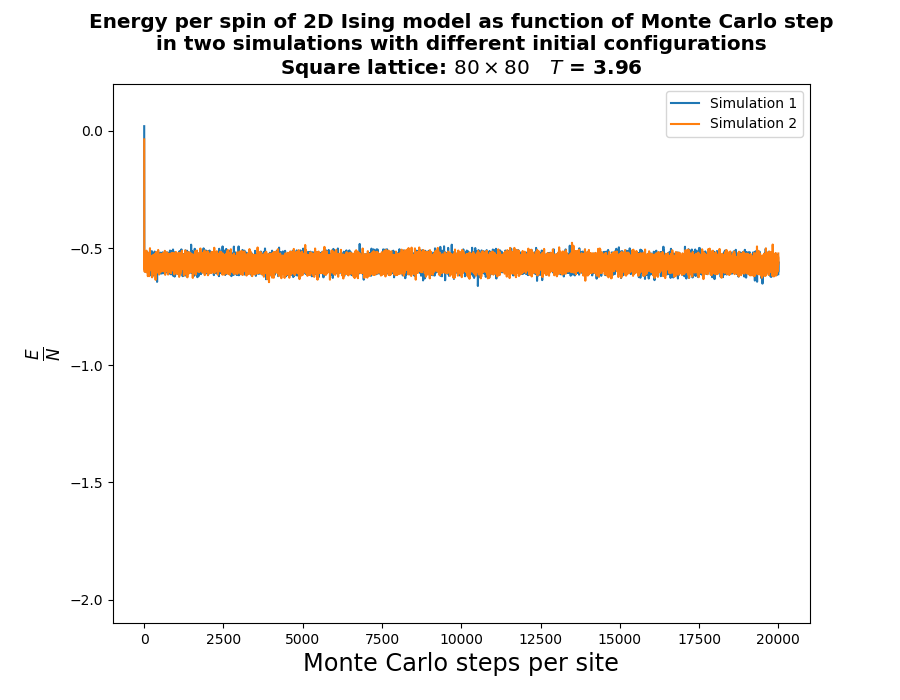 Energy per spin of 2D Ising model as function of Monte Carlo step
in two simulations with different initial configurations
Square lattice: 80 × 80 T = 3.96
Simulation 1
Simulation 2
0.0
−0.5
−1.0
−1.5
−2.0
E
N
0 2500 5000 7500 10000 12500 15000 17500 20000
Monte Carlo steps per site